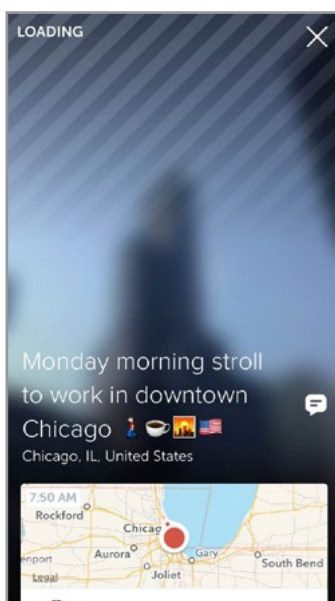 LOADING
Monday morning stroll
to work in downtown
Chicago 🚶☕🌇🇺🇸
Chicago, IL, United States
7:50 AM
Rockford
Chicag
Aurora
Gary
South Bend
enport
Joliet
Legal